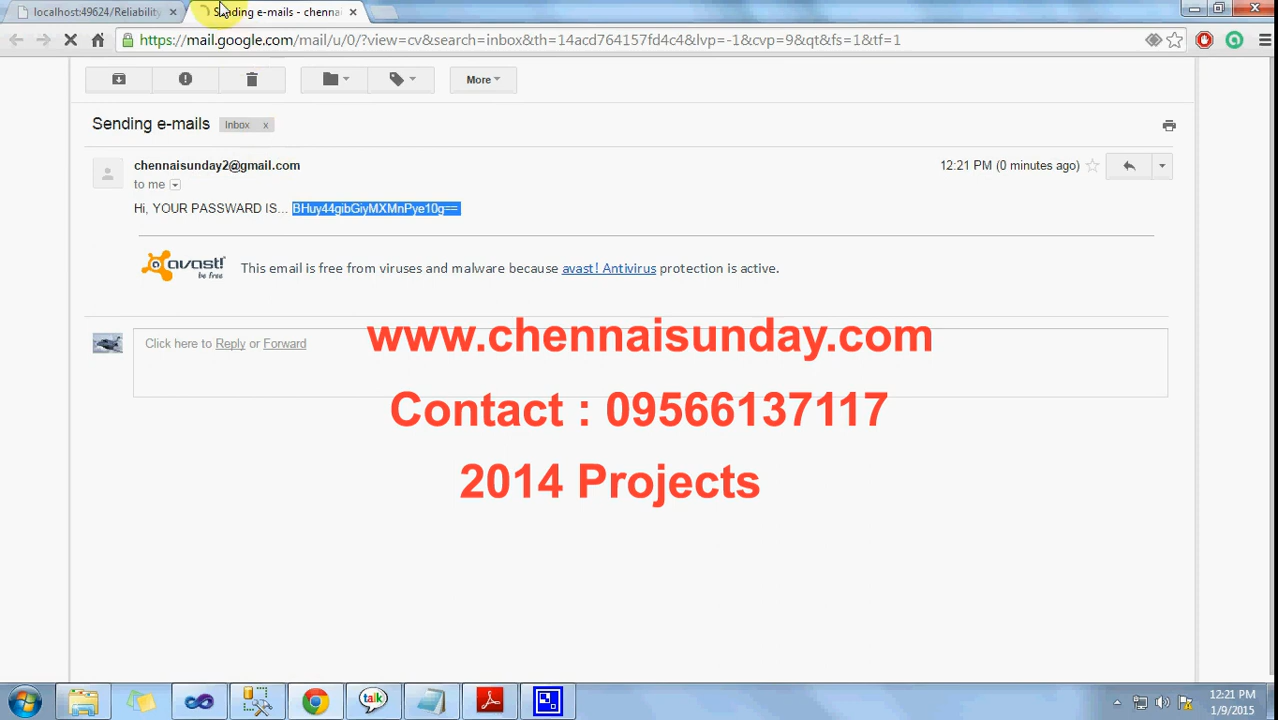 localhost:49624/Reliability
Sending e-mails - chenna
https://mail.google.com/mail/u/0/?view=cv&search=inbox&th=14acd764157fd4c4&lvp=-1&cvp=9&qt&fs=1&tf=1
More
Sending e-mails Inbox x
chennaisunday2@gmail.com 12:21 PM (0 minutes ago)
to me
Hi, YOUR PASSWARD IS... BHuy44gibGiyMXMnPye10g==
avast! be free This email is free from viruses and malware because avast! Antivirus protection is active.
Click here to Reply or Forward
www.chennaisunday.com
Contact : 09566137117
2014 Projects
talk
12:21 PM
1/9/2015